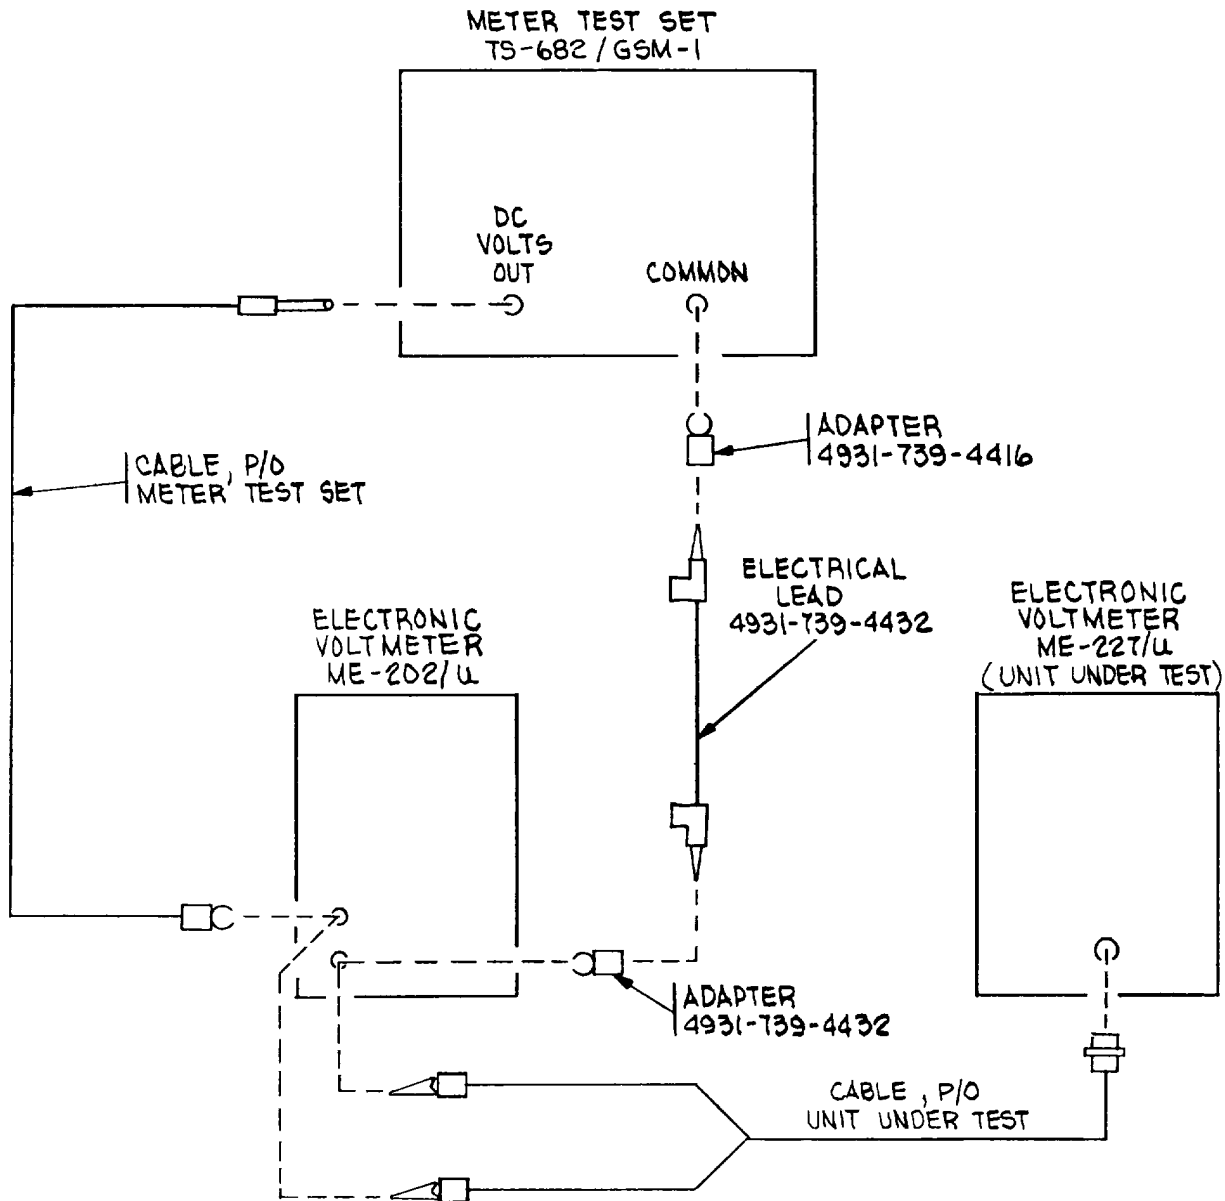 METER TEST SET
TS-682/GSM-1
DC
VOLTS
OUT
COMMON
ADAPTER
4931-739-4416
CABLE, P/O
METER TEST SET
ELECTRICAL
LEAD
4931-739-4432
ELECTRONIC
VOLTMETER
ME-202/U
ELECTRONIC
VOLTMETER
ME-227/U
(UNIT UNDER TEST)
ADAPTER
4931-739-4432
CABLE, P/O
UNIT UNDER TEST